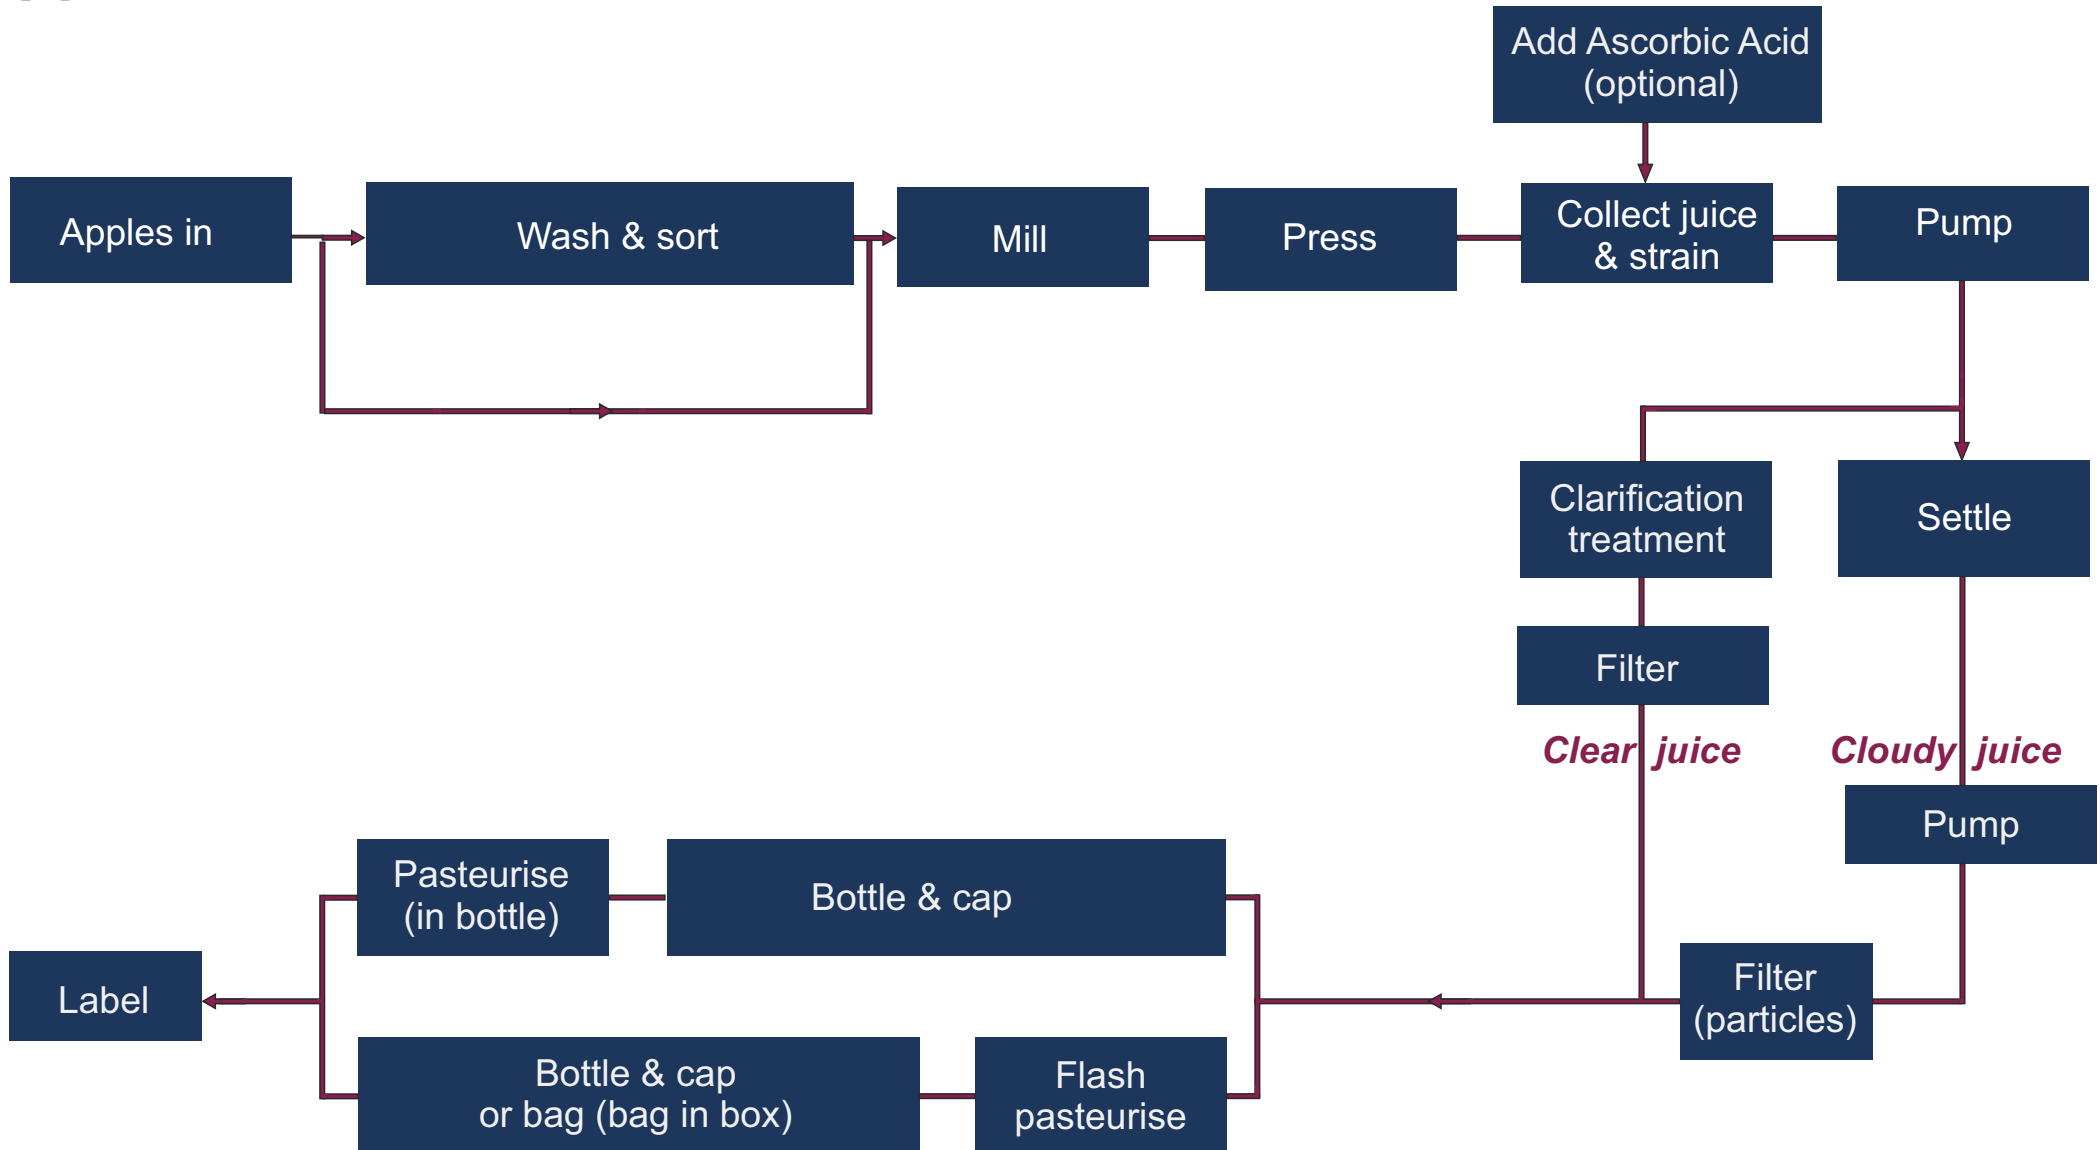 Add Ascorbic Acid
(optional)
Apples in
Wash & sort
Mill
Press
Collect juice
& strain
Pump
Clarification
treatment
Settle
Filter
Clear juice
Cloudy juice
Pump
Pasteurise
(in bottle)
Bottle & cap
Filter
(particles)
Label
Bottle & cap
or bag (bag in box)
Flash
pasteurise